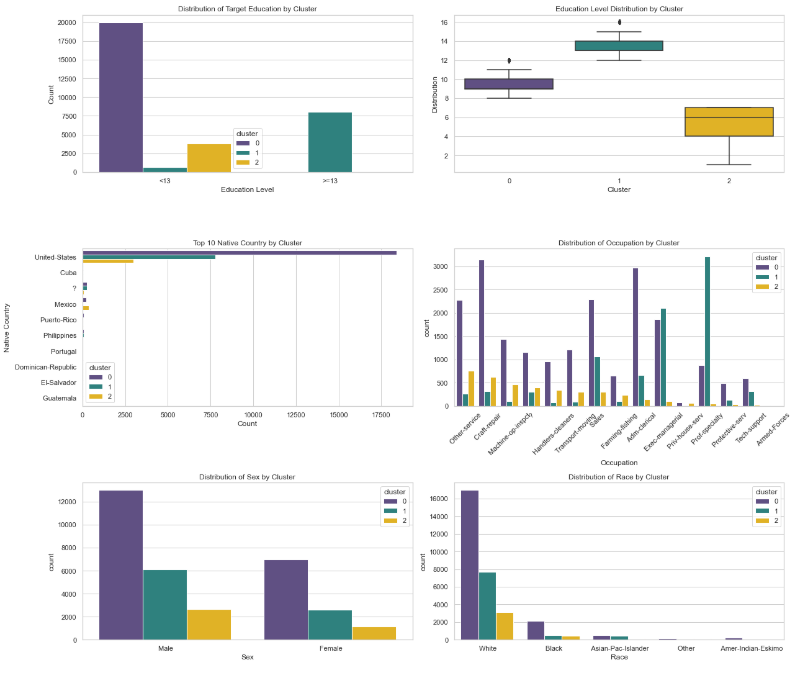 Distribution of Target Education by Cluster
20000
17500
15000
12500
10000
7500
5000
2500
0
Count
cluster
0
1
2
<13
>=13
Education Level
Education Level Distribution by Cluster
16
14
12
10
8
6
4
2
Distribution
0
1
2
Cluster
Top 10 Native Country by Cluster
United-States
Cuba
?
Mexico
Puerto-Rico
Philippines
Portugal
Dominican-Republic
El-Salvador
Guatemala
Native Country
cluster
0
1
2
0
2500
5000
7500
10000
12500
15000
17500
Count
Distribution of Occupation by Cluster
3000
2500
2000
1500
1000
500
0
count
cluster
0
1
2
Other-service
Craft-repair
Machine-op-inspct
Handlers-cleaners
Transport-moving
Sales
Farming-fishing
Adm-clerical
Exec-managerial
Priv-house-serv
Prof-specialty
Protective-serv
Tech-support
Armed-Forces
Occupation
Distribution of Sex by Cluster
12000
10000
8000
6000
4000
2000
0
count
cluster
0
1
2
Male
Female
Sex
Distribution of Race by Cluster
16000
14000
12000
10000
8000
6000
4000
2000
0
count
cluster
0
1
2
White
Black
Asian-Pac-Islander
Other
Amer-Indian-Eskimo
Race